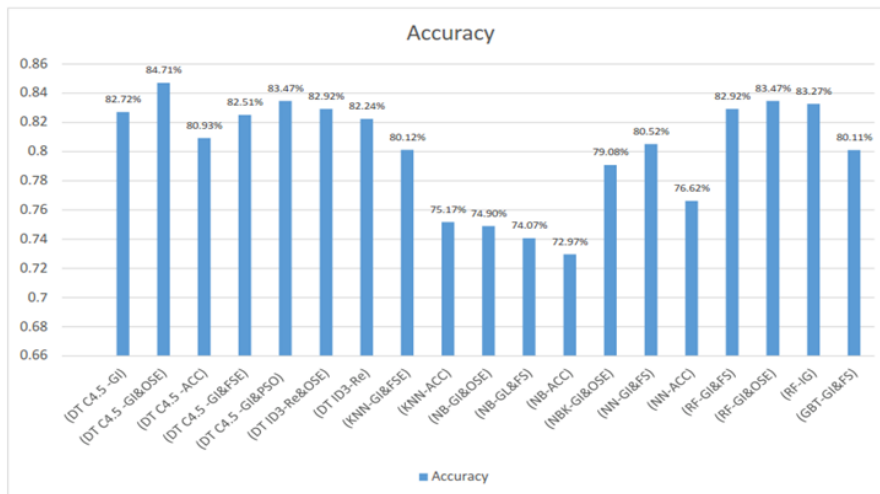 Accuracy
0.86
0.84
0.82
0.8
0.78
0.76
0.74
0.72
0.7
0.68
0.66
82.72%
84.71%
80.93%
82.51%
83.47%
82.92%
82.24%
80.12%
75.17%
74.90%
74.07%
72.97%
79.08%
80.52%
76.62%
82.92%
83.47%
83.27%
80.11%
(DT C4.5 -GI)
(DT C4.5 -GI&OSE)
(DT C4.5 -ACC)
(DT C4.5 -GI&FSE)
(DT C4.5 -GI&PSO)
(DT ID3-Re&OSE)
(DT ID3-Re)
(KNN-GI&FSE)
(KNN-ACC)
(NB-GI&OSE)
(NB-GL&FS)
(NB-ACC)
(NBK-GI&OSE)
(NN-GI&FS)
(NN-ACC)
(RF-GI&FS)
(RF-GI&OSE)
(RF-IG)
(GBT-GI&FS)
Accuracy